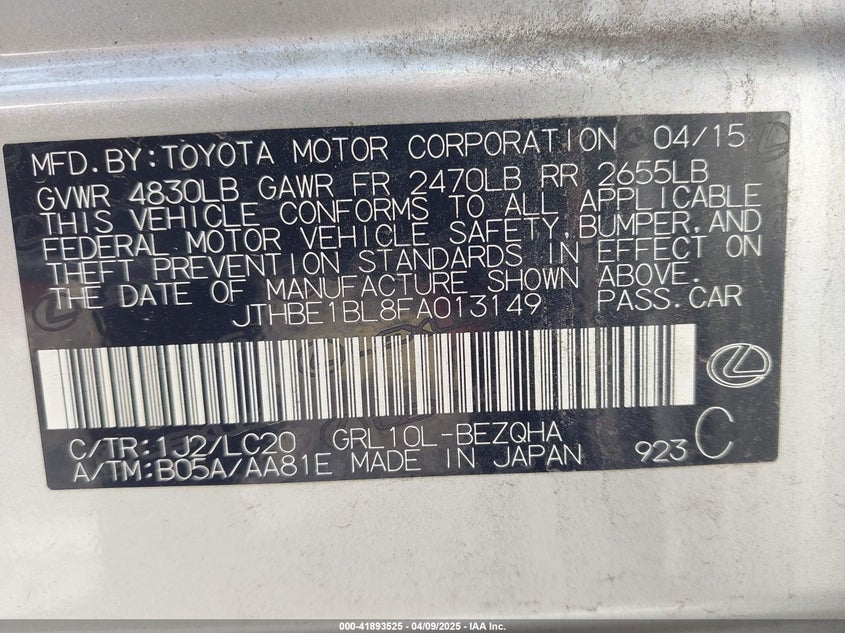 MFD.BY:TOYOTA MOTOR CORPORATION 04/15
GVWR 4830LB GAWR FR 2470LB RR 2655LB
THIS VEHICLE CONFORMS TO ALL APPLICABLE
FEDERAL MOTOR VEHICLE SAFETY,BUMPER,AND
THEFT PREVENTION STANDARDS IN EFFECT ON
THE DATE OF MANUFACTURE SHOWN ABOVE.
JTHBE1BL8FA013149 PASS.CAR
C/TR:1J2/LC20 GRL10L-BEZQHA
A/TM:B05A/AA81E MADE IN JAPAN 923 C
000-41893525 | 04/09/2025 - IAA Inc.